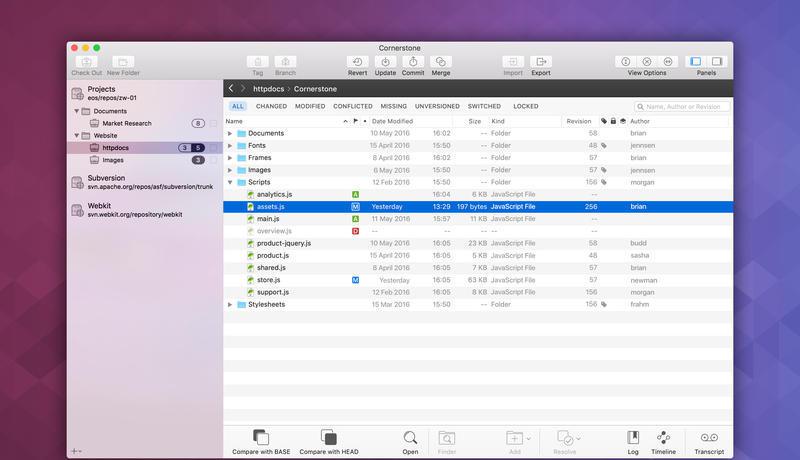 Cornerstone
Check Out New Folder Tag Branch Revert Update Commit Merge Import Export View Options Panels
Projects
eos/repos/zw-01
Documents
Market Research 8
Website
httpdocs 3 5
Images 3
Subversion
svn.apache.org/repos/asf/subversion/trunk
Webkit
svn.webkit.org/repository/webkit
httpdocs › Cornerstone
ALL CHANGED MODIFIED CONFLICTED MISSING UNVERSIONED SWITCHED LOCKED Name, Author or Revision
Name Date Modified Size Kind Revision Author
Documents 10 May 2016 16:02 -- Folder 58 brian
Fonts 15 April 2016 15:50 -- Folder 48 jennsen
Frames 8 April 2016 16:02 -- Folder 57 brian
Images 8 May 2016 15:50 -- Folder 57 jennsen
Scripts 12 Feb 2016 15:50 -- Folder 156 morgan
analytics.js A 16:04 6 KB JavaScript File --
assets.js M Yesterday 13:29 197 bytes JavaScript File 256 brian
main.js A 11 May 2016 15:57 11 KB JavaScript File --
overview.js D -- -- -- JavaScript File --
product-jquery.js 10 May 2016 16:05 23 KB JavaScript File 58 budd
product.js 15 April 2016 16:05 5 KB JavaScript File 48 sasha
shared.js 8 April 2016 16:05 7 KB JavaScript File 57 brian
store.js M Yesterday 16:05 63 KB JavaScript File 57 newman
support.js 12 Feb 2016 16:05 8 KB JavaScript File 156 morgan
Stylesheets 15 Mar 2016 15:50 -- Folder 156 frahm
Compare with BASE Compare with HEAD Open Finder Add Resolve Log Timeline Transcript